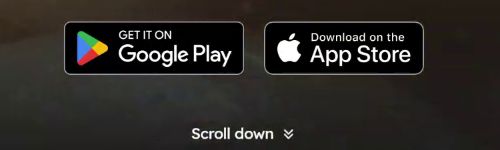 GET IT ON
Google Play
Download on the
App Store
Scroll down